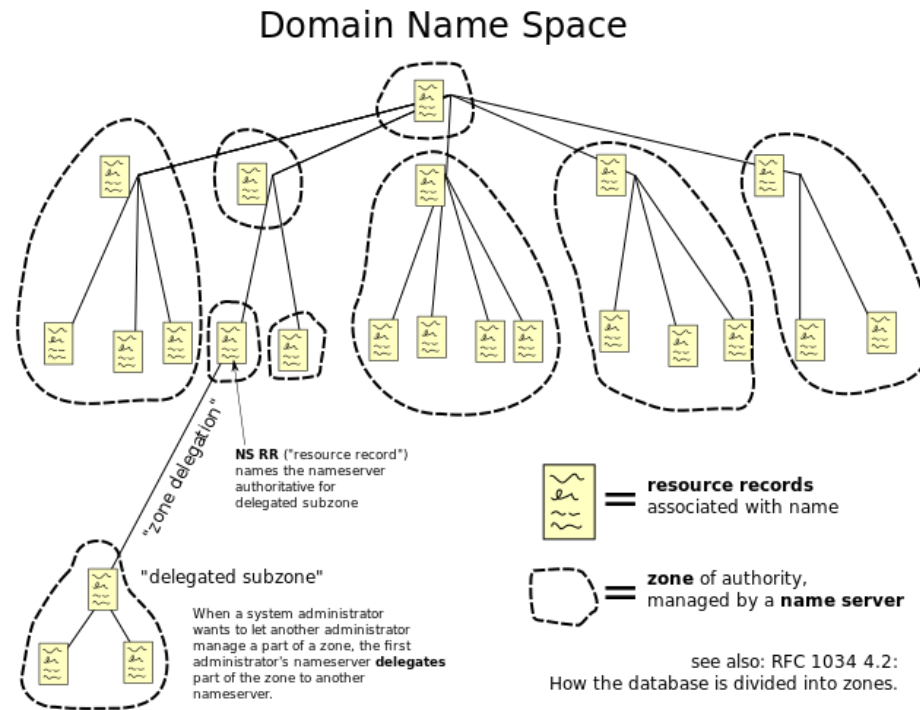 Domain Name Space
"zone delegation"
NS RR ("resource record")
names the nameserver
authoritative for
delegated subzone
resource records
associated with name
"delegated subzone"
When a system administrator
wants to let another administrator
manage a part of a zone, the first
administrator's nameserver delegates
part of the zone to another
nameserver.
zone of authority,
managed by a name server
see also: RFC 1034 4.2:
How the database is divided into zones.